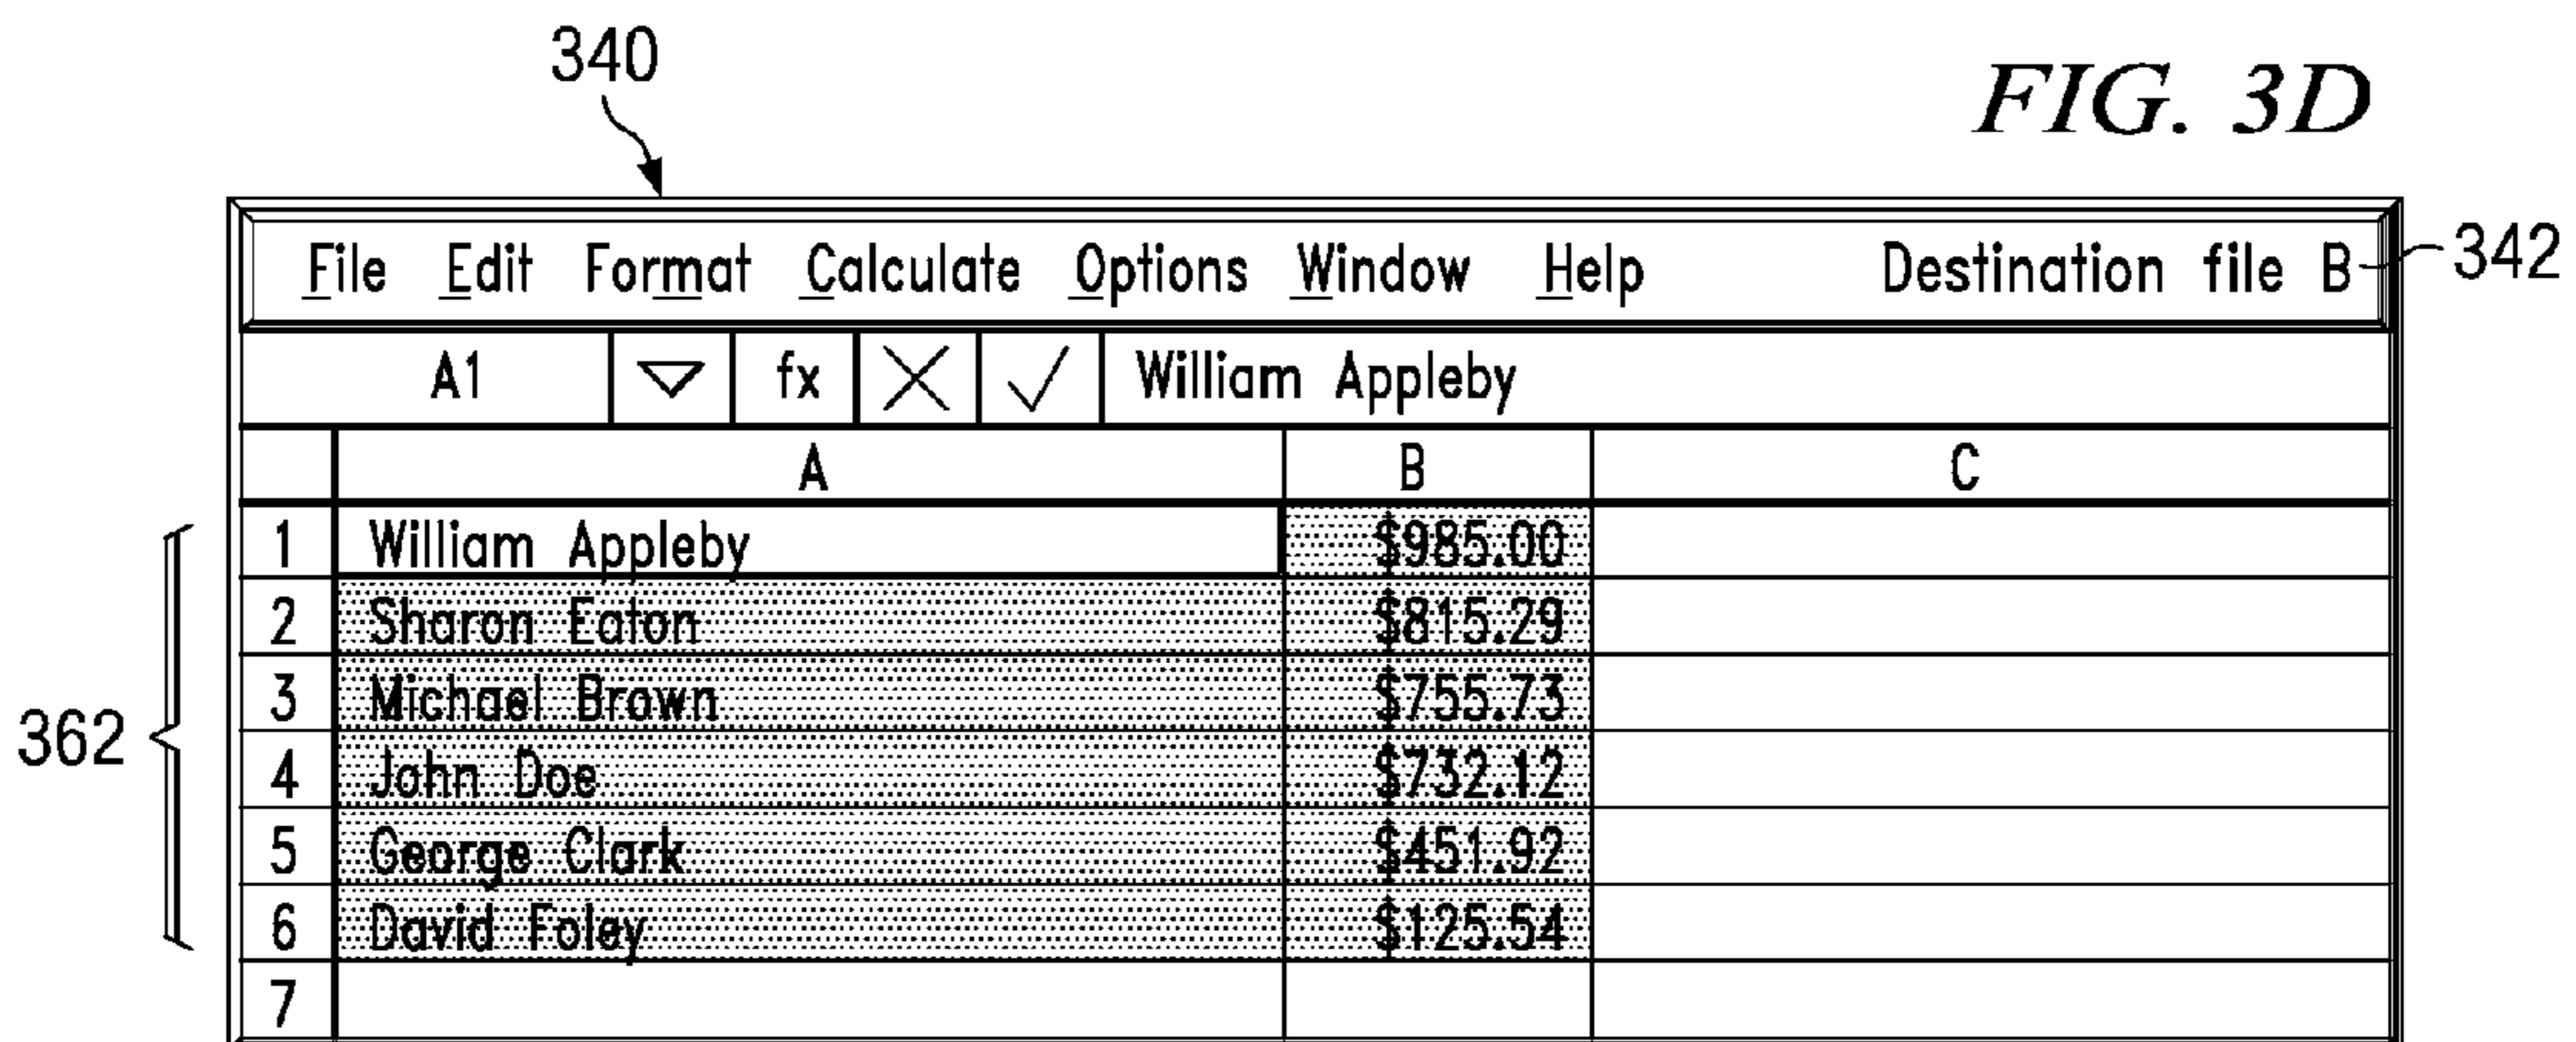 340
FIG. 3D
File Edit Format Calculate Options Window Help Destination file B 342
A1 fx William Appleby
A B C
1 William Appleby $985.00
2 Sharon Eaton $815.29
3 Michael Brown $755.73
362
4 John Doe $732.12
5 George Clark $451.92
6 David Foley $125.54
7